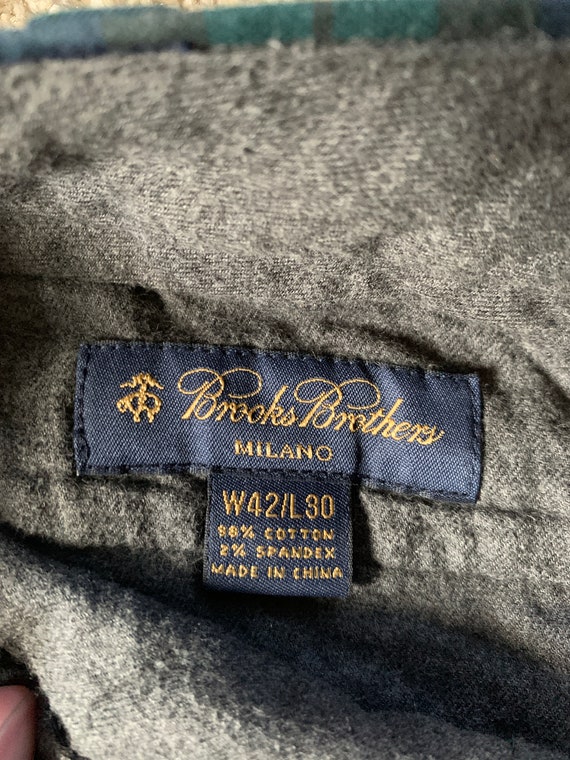 Brooks Brothers
MILANO
W42/L30
98% COTTON
2% SPANDEX
MADE IN CHINA